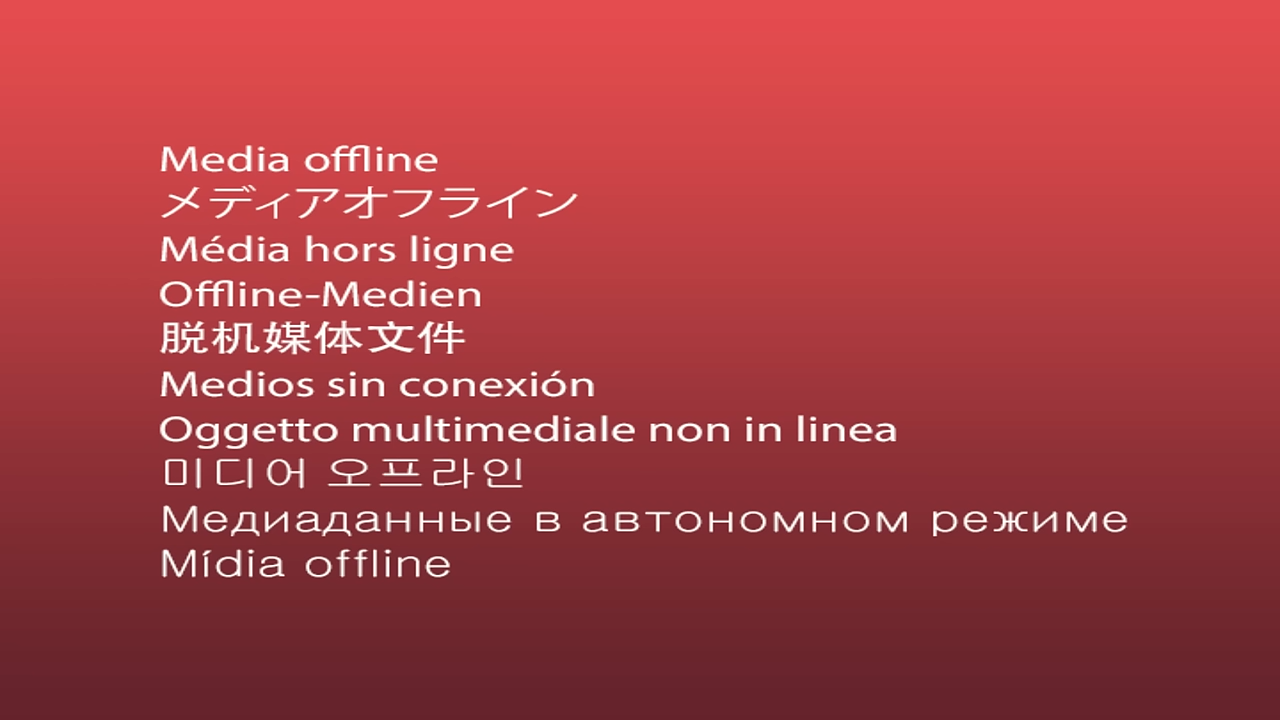 Media offline
メディアオフライン
Média hors ligne
Offline-Medien
脱机媒体文件
Medios sin conexión
Oggetto multimediale non in linea
미디어 오프라인
Медиаданные в автономном режиме
Mídia offline